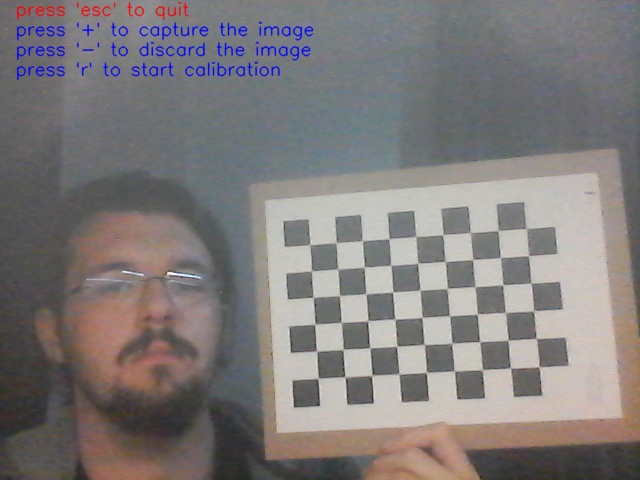 press 'esc' to quit
press '+' to capture the image
press '-' to discard the image
press 'r' to start calibration